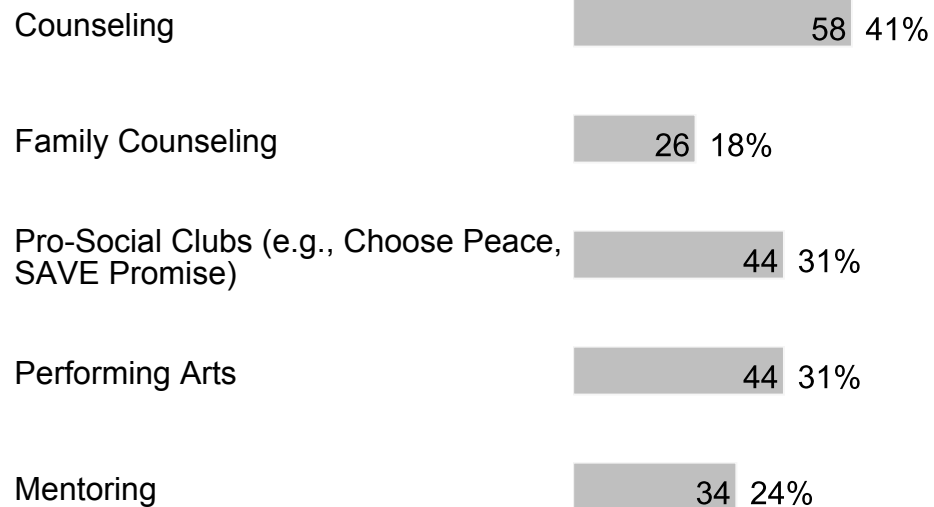 Counseling 58 41%
Family Counseling 26 18%
Pro-Social Clubs (e.g., Choose Peace,
SAVE Promise) 44 31%
Performing Arts 44 31%
Mentoring 34 24%